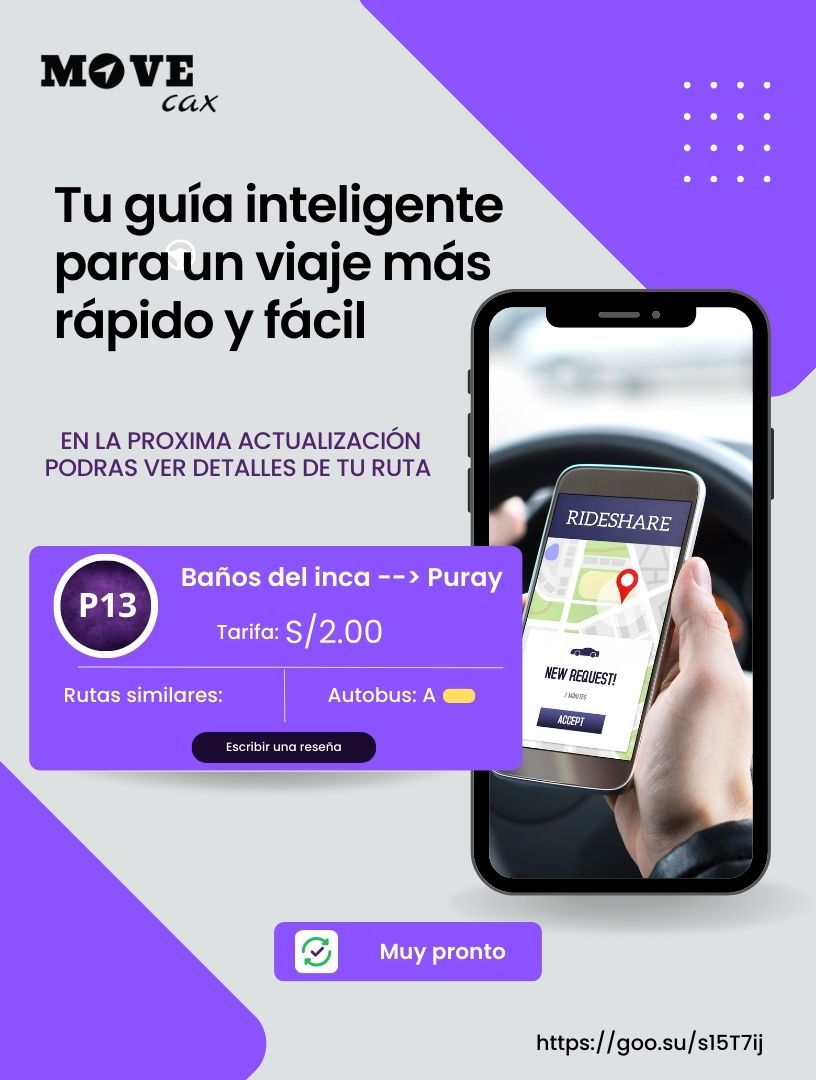 MOVE
cax
Tu guía inteligente
para un viaje más
rápido y fácil
EN LA PROXIMA ACTUALIZACIÓN
PODRAS VER DETALLES DE TU RUTA
RIDESHARE
NEW REQUEST!
7 MINUTES
ACCEPT
P13
Baños del inca --> Puray
Tarifa: S/2.00
Rutas similares:
Autobus: A
Escribir una reseña
Muy pronto
https://goo.su/s15T7ij